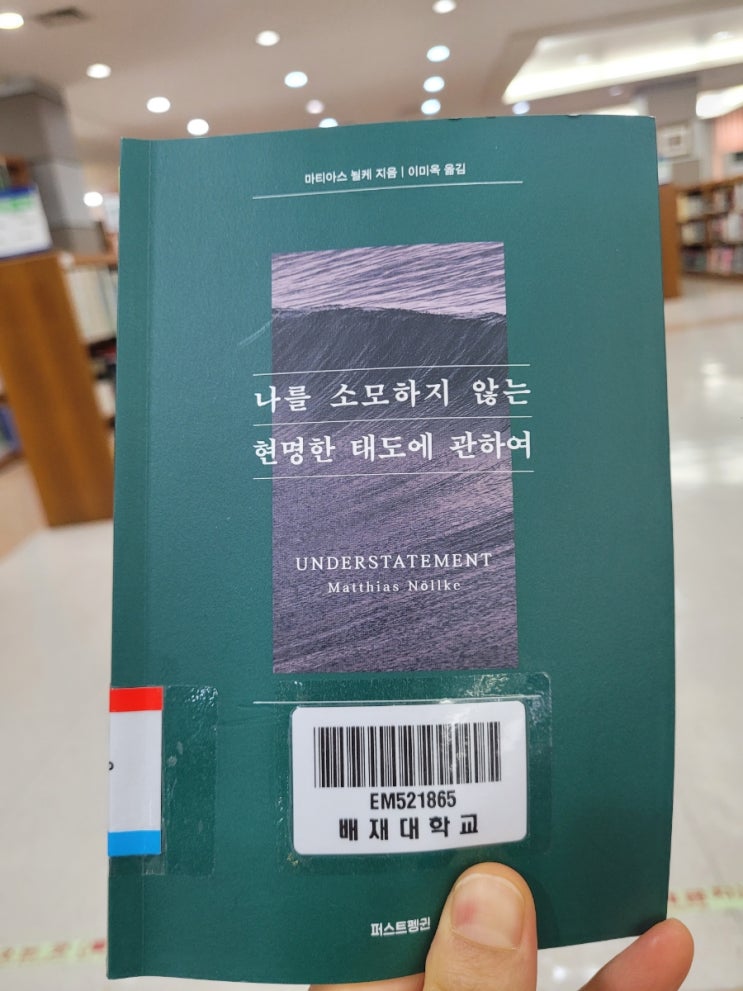 마티아스 뇔케 지음 | 이미옥 옮김
나를 소모하지 않는
현명한 태도에 관하여
UNDERSTATEMENT
Matthias Nöllke
EM521865
배재대학교
퍼스트펭귄